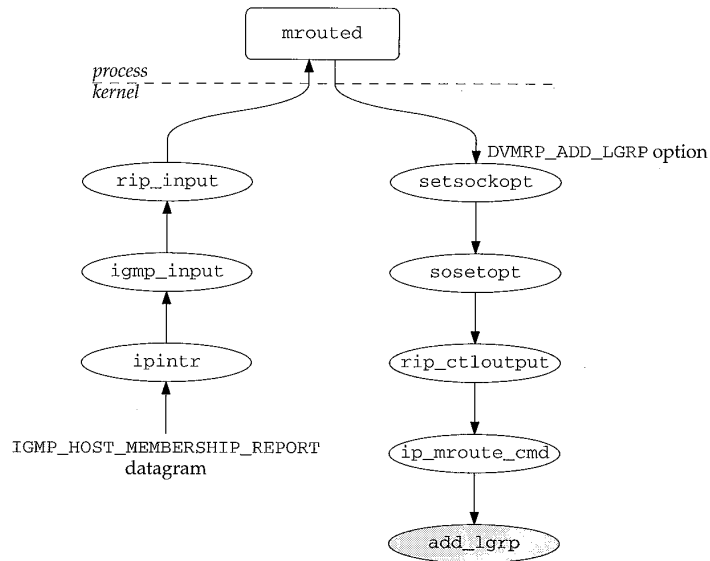 mrouted
process
kernel
DVMRP_ADD_LGRP option
rip_input
setsockopt
igmp_input
sosetopt
ipintr
rip_ctloutput
IGMP_HOST_MEMBERSHIP_REPORT
datagram
ip_mroute_cmd
add_lgrp